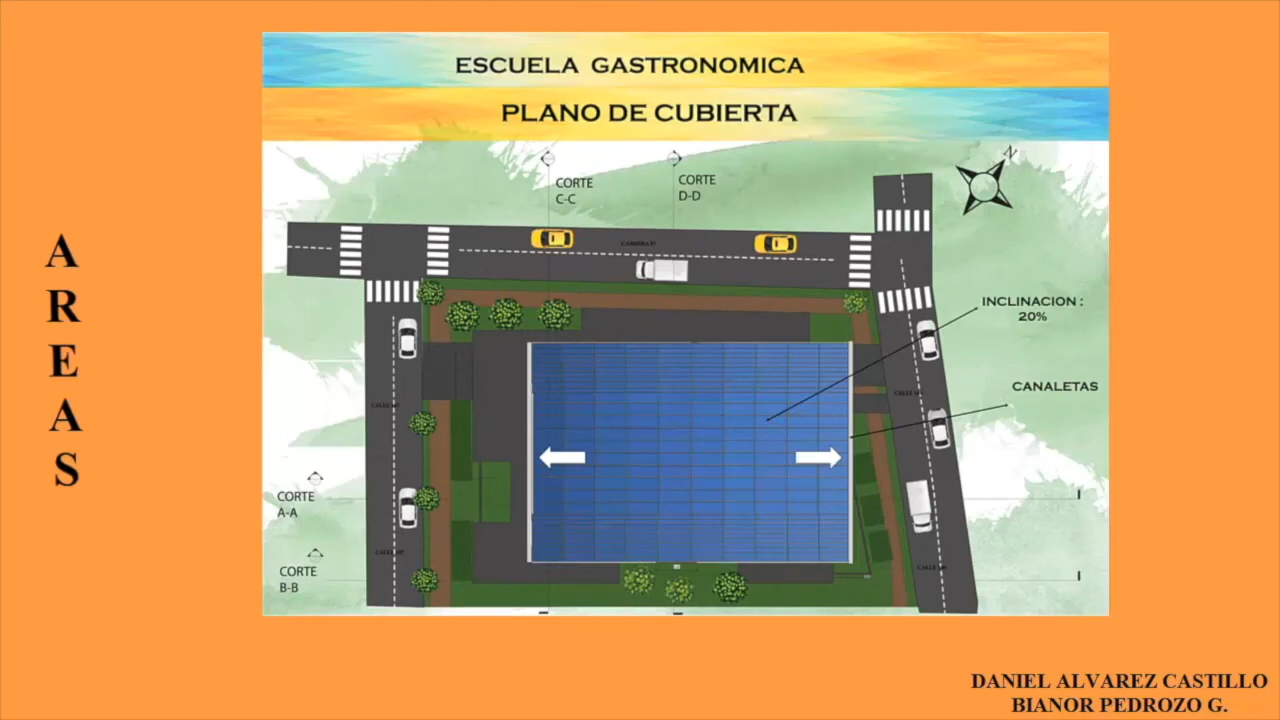 ESCUELA GASTRONOMICA
PLANO DE CUBIERTA
N
CORTE
C-C
CORTE
D-D
INCLINACION :
20%
CANALETAS
CORTE
A-A
CORTE
B-B
A
R
E
A
S
DANIEL ALVAREZ CASTILLO
BIANOR PEDROZO G.